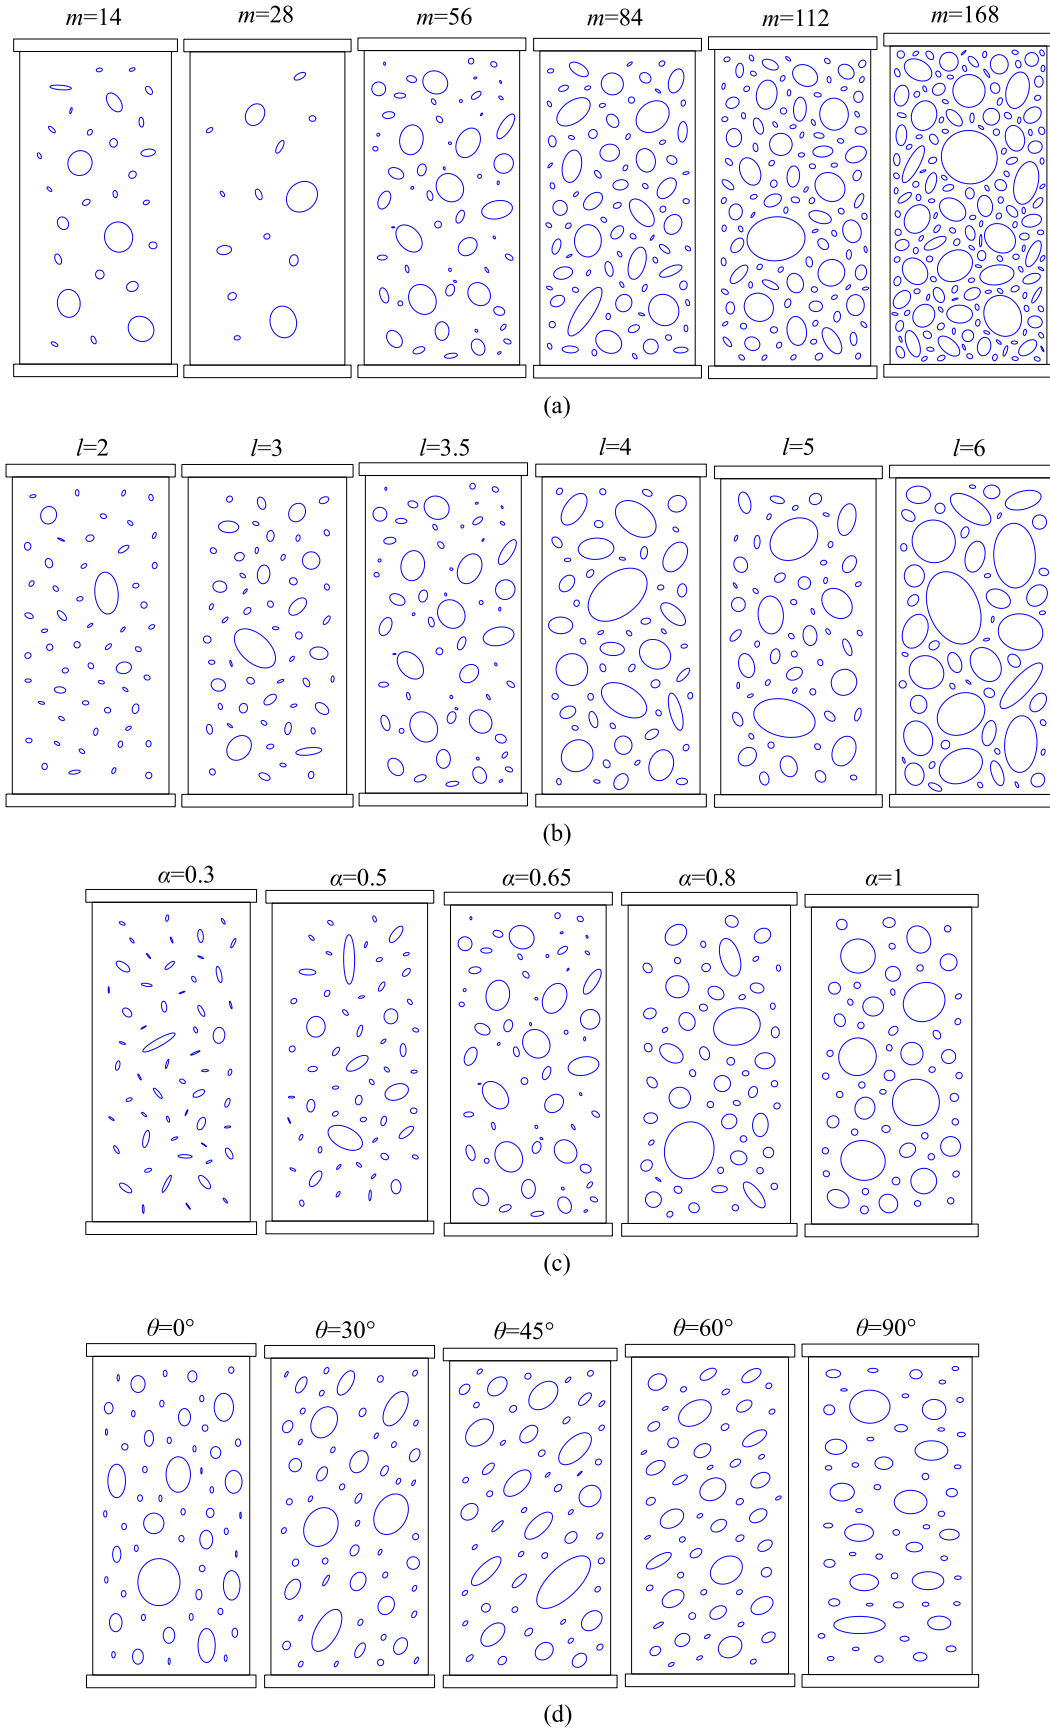 m=14 m=28 m=56 m=84 m=112 m=168
(a)
l=2 l=3 l=3.5 l=4 l=5 l=6
(b)
α=0.3 α=0.5 α=0.65 α=0.8 α=1
(c)
θ=0° θ=30° θ=45° θ=60° θ=90°
(d)